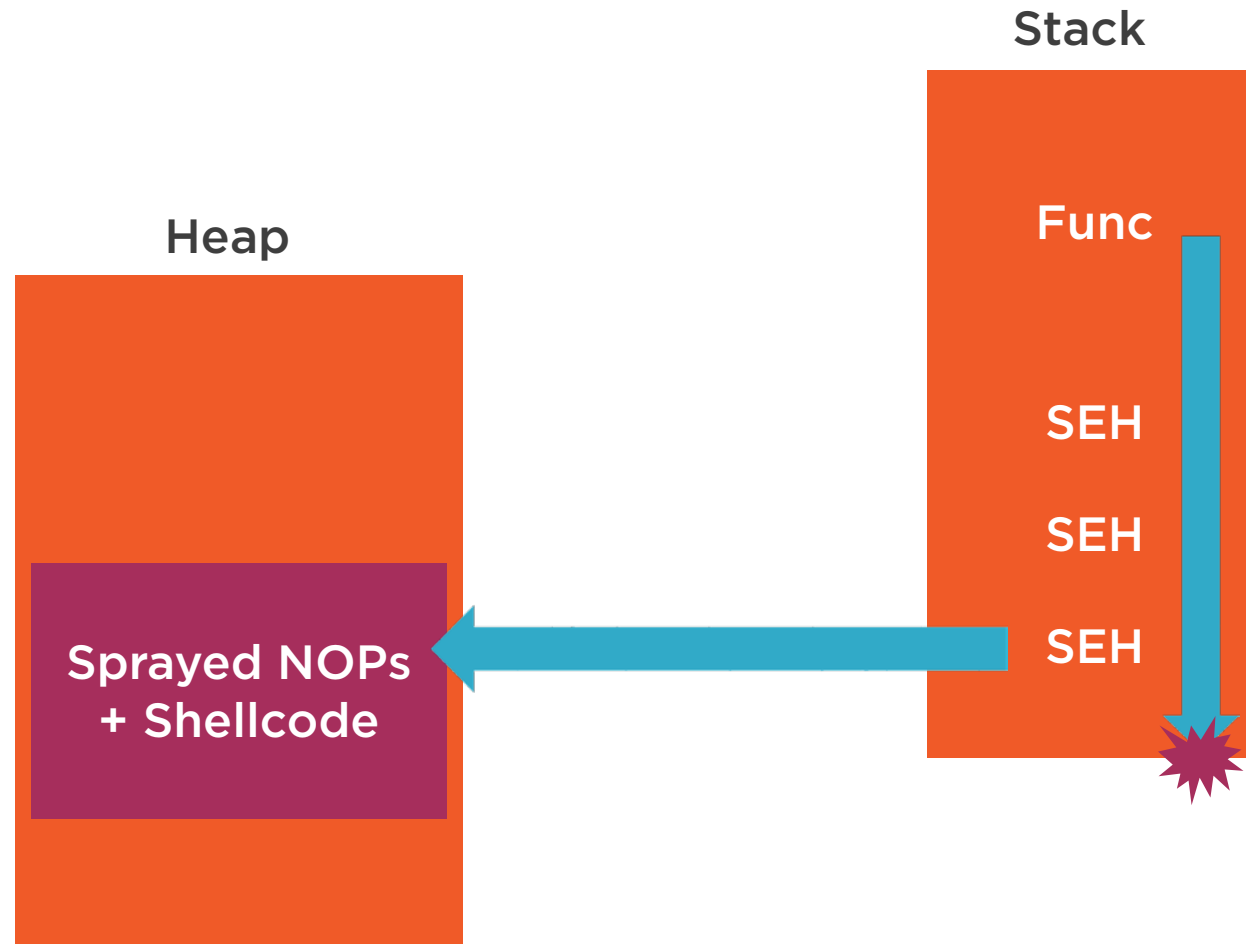 Stack
Func
Heap
SEH
SEH
SEH
Sprayed NOPs
+ Shellcode